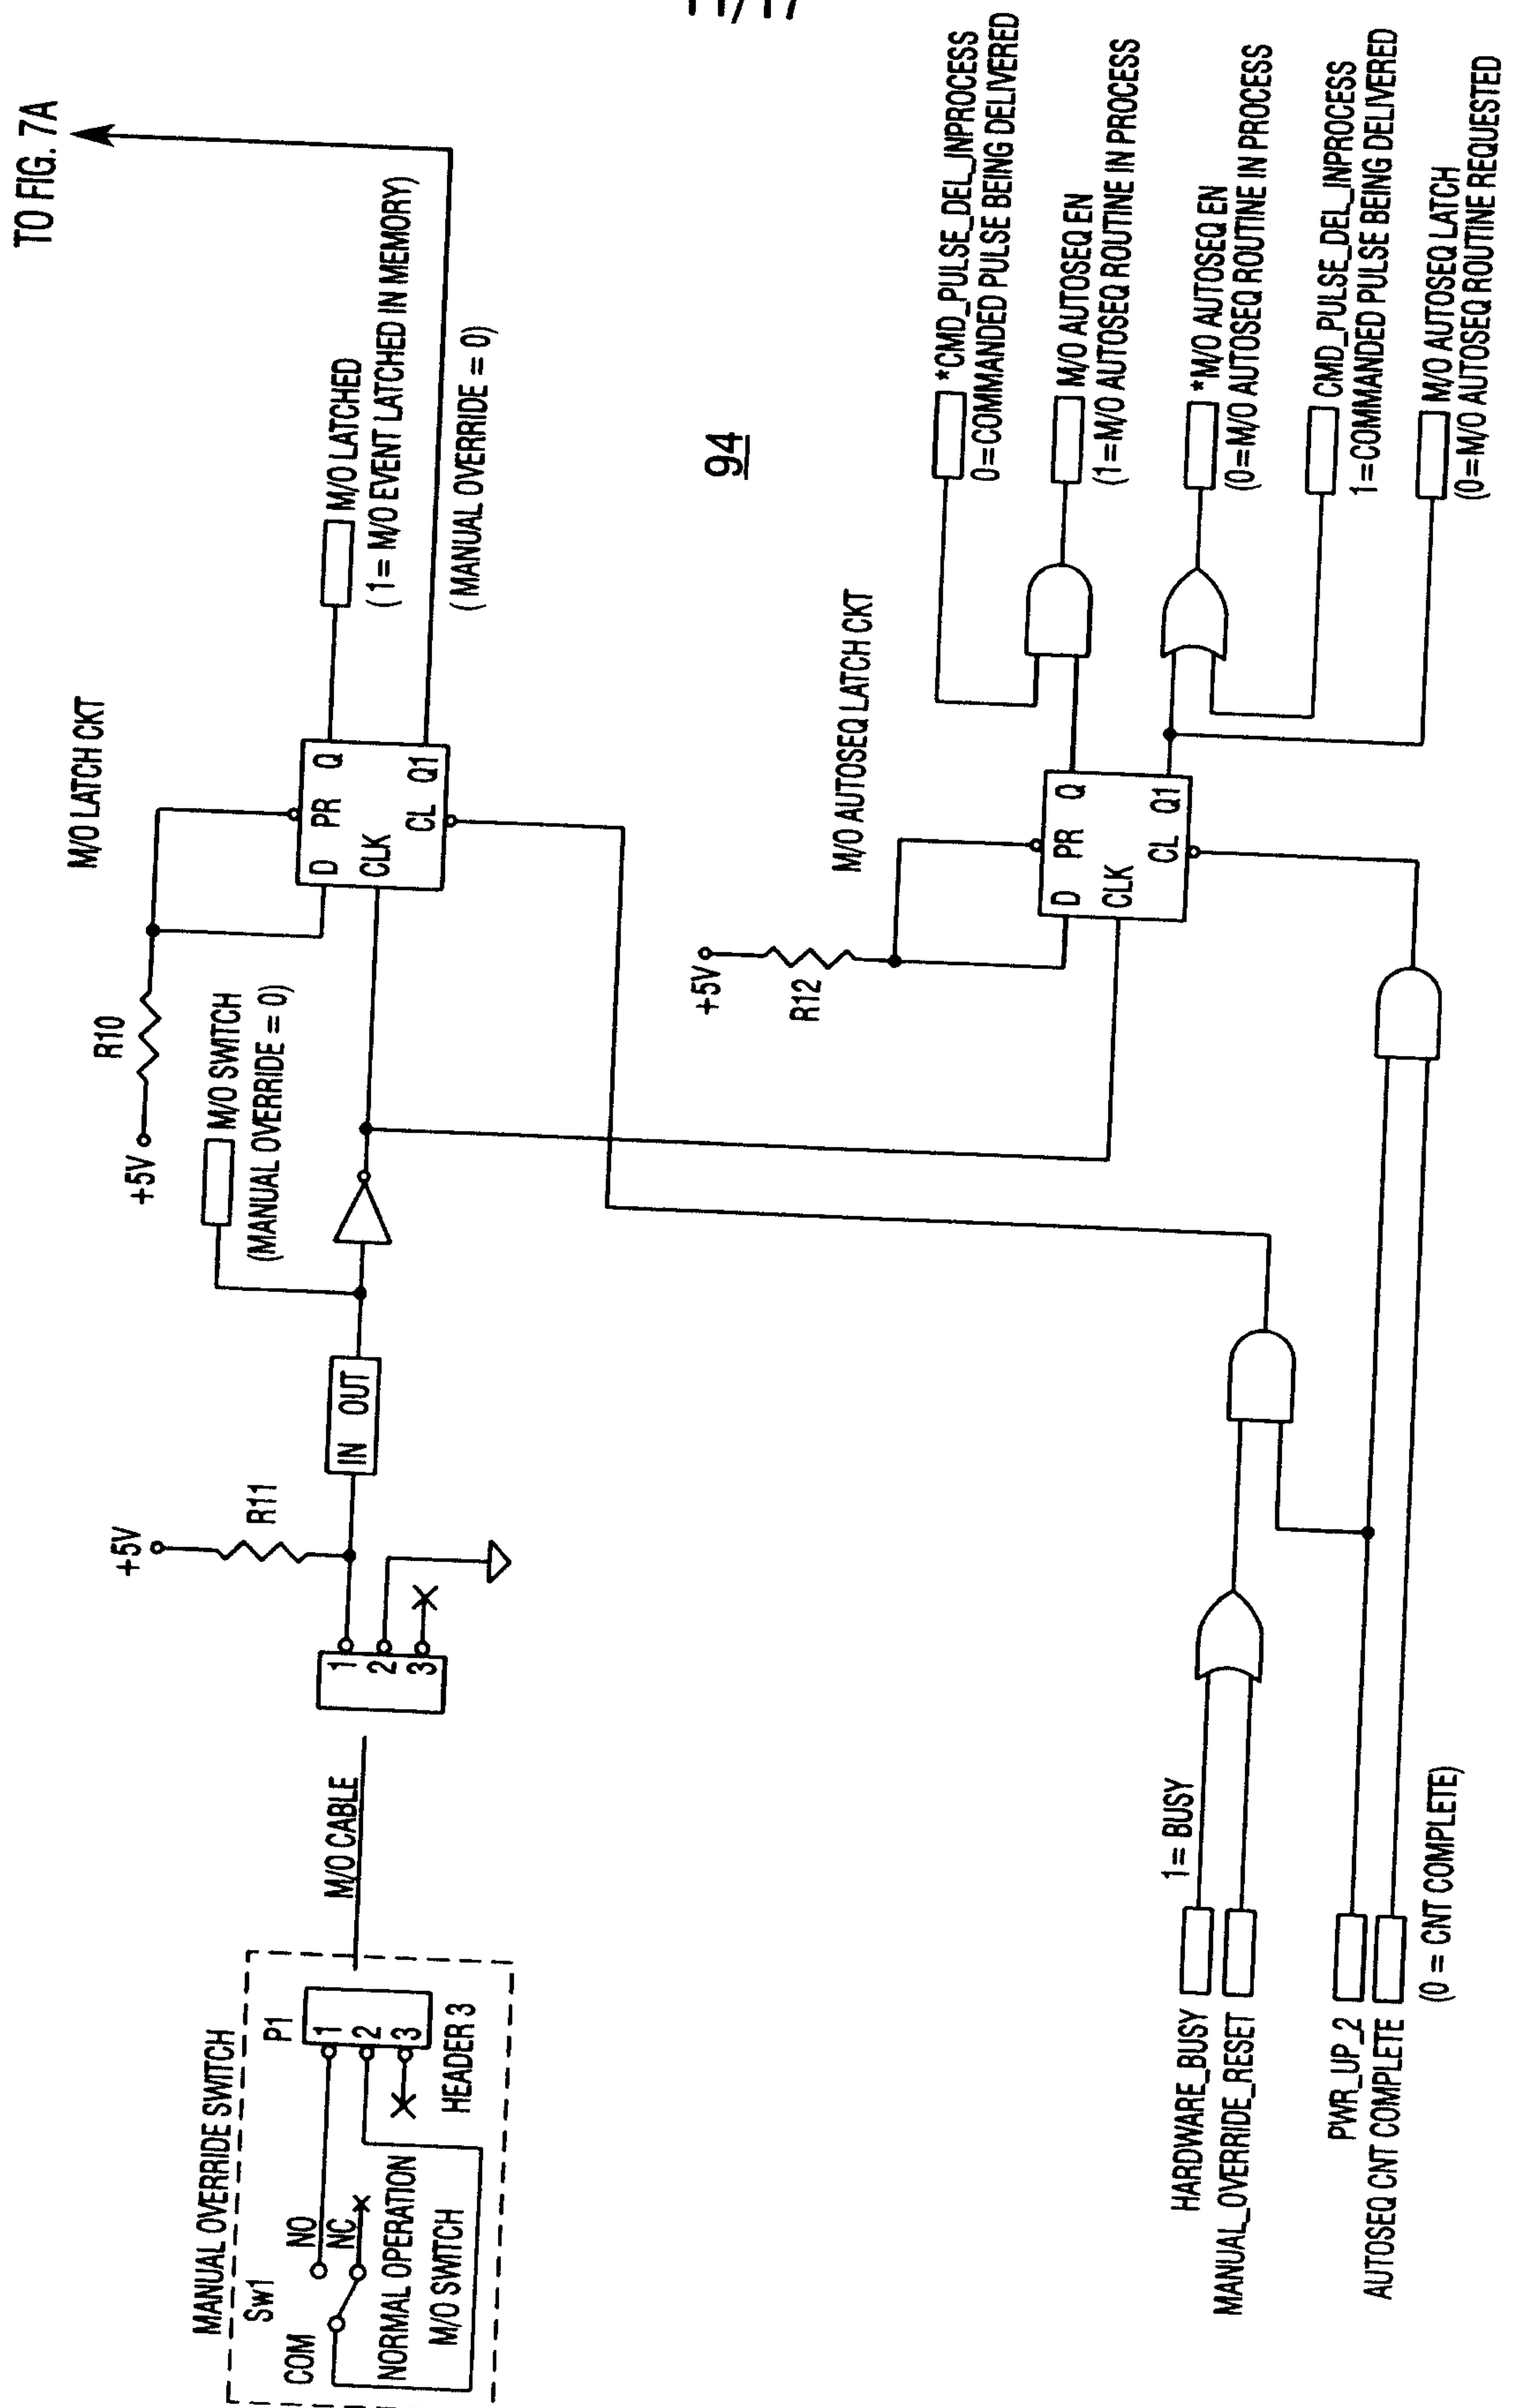 11/17
TO FIG. 7A
M/O LATCH CKT
+5V
R10
M/O SWITCH
(MANUAL OVERRIDE = 0)
D
PR
Q
CLK
CL
Q1
M/O LATCHED
(1= M/O EVENT LATCHED IN MEMORY)
(MANUAL OVERRIDE = 0)
MANUAL OVERRIDE SWITCH
Sw1
COM
NO
NC
NORMAL OPERATION
M/O SWITCH
P1
1
2
3
HEADER 3
M/O CABLE
1
2
3
+5V
R11
IN OUT
94
M/O AUTOSEQ LATCH CKT
+5V
R12
D
PR
Q
CLK
CL
Q1
*CMD_PULSE_DEL_INPROCESS
0=COMMANDED PULSE BEING DELIVERED
M/O AUTOSEQ EN
(1=M/O AUTOSEQ ROUTINE IN PROCESS
*M/O AUTOSEQ EN
(0=M/O AUTOSEQ ROUTINE IN PROCESS
CMD_PULSE_DEL_INPROCESS
1=COMMANDED PULSE BEING DELIVERED
M/O AUTOSEQ LATCH
(0=M/O AUTOSEQ ROUTINE REQUESTED
HARDWARE_BUSY
1= BUSY
MANUAL_OVERRIDE_RESET
PWR_UP_2
AUTOSEQ CNT COMPLETE
(0 = CNT COMPLETE)